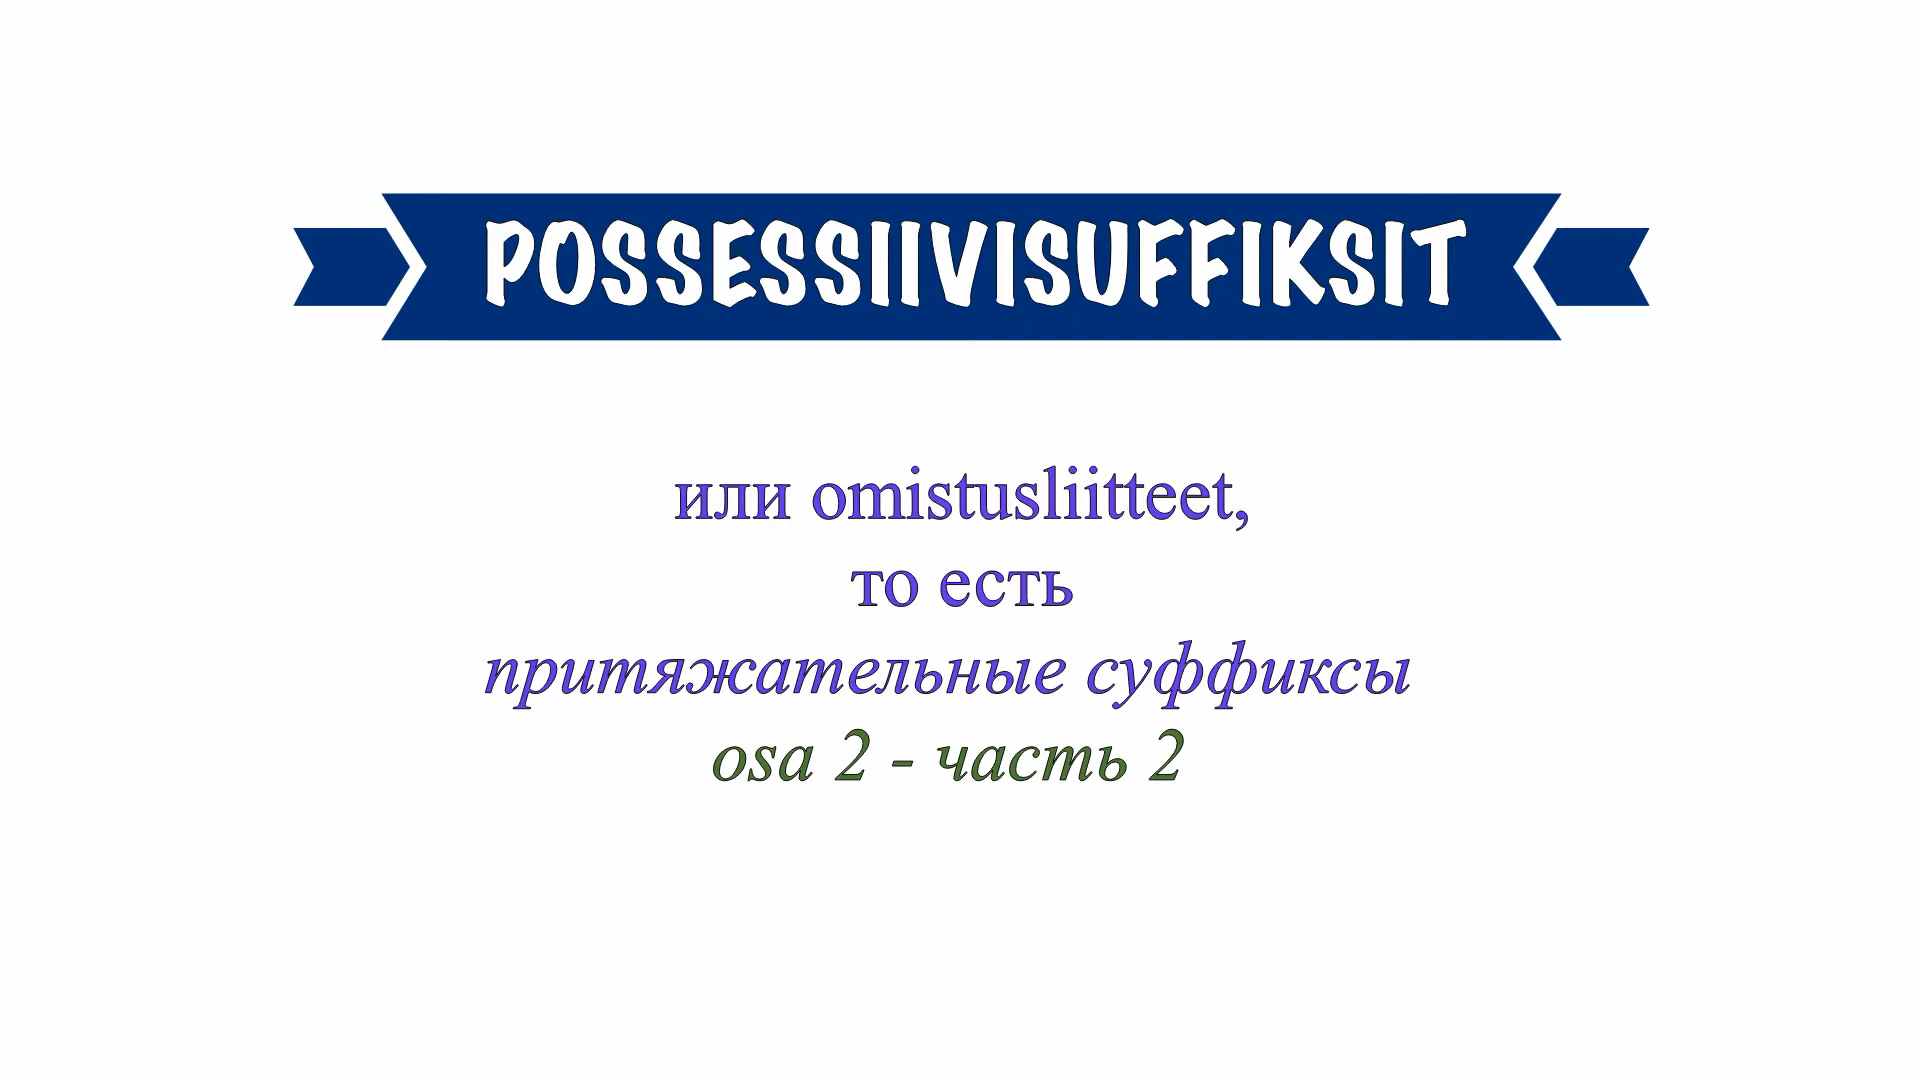 POSSESSIIVISUFFIKSIT
или omistusliitteet,
то есть
притяжательные суффиксы
osa 2 - часть 2